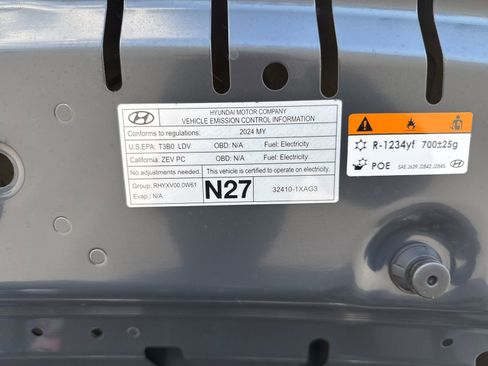 HYUNDAI MOTOR COMPANY
VEHICLE EMISSION CONTROL INFORMATION
Conforms to regulations: 2024 MY
U.S.EPA: T3B0 LDV OBD: N/A Fuel: Electricity
California: ZEV PC OBD: N/A Fuel: Electricity
No adjustments needed. This vehicle is certified to operate on electricity.
Group: RHYXV00.0W61
Evap.: N/A
N27
32410-1XAG3
R-1234yf 700±25g
POE SAE J639, J2842, J2845